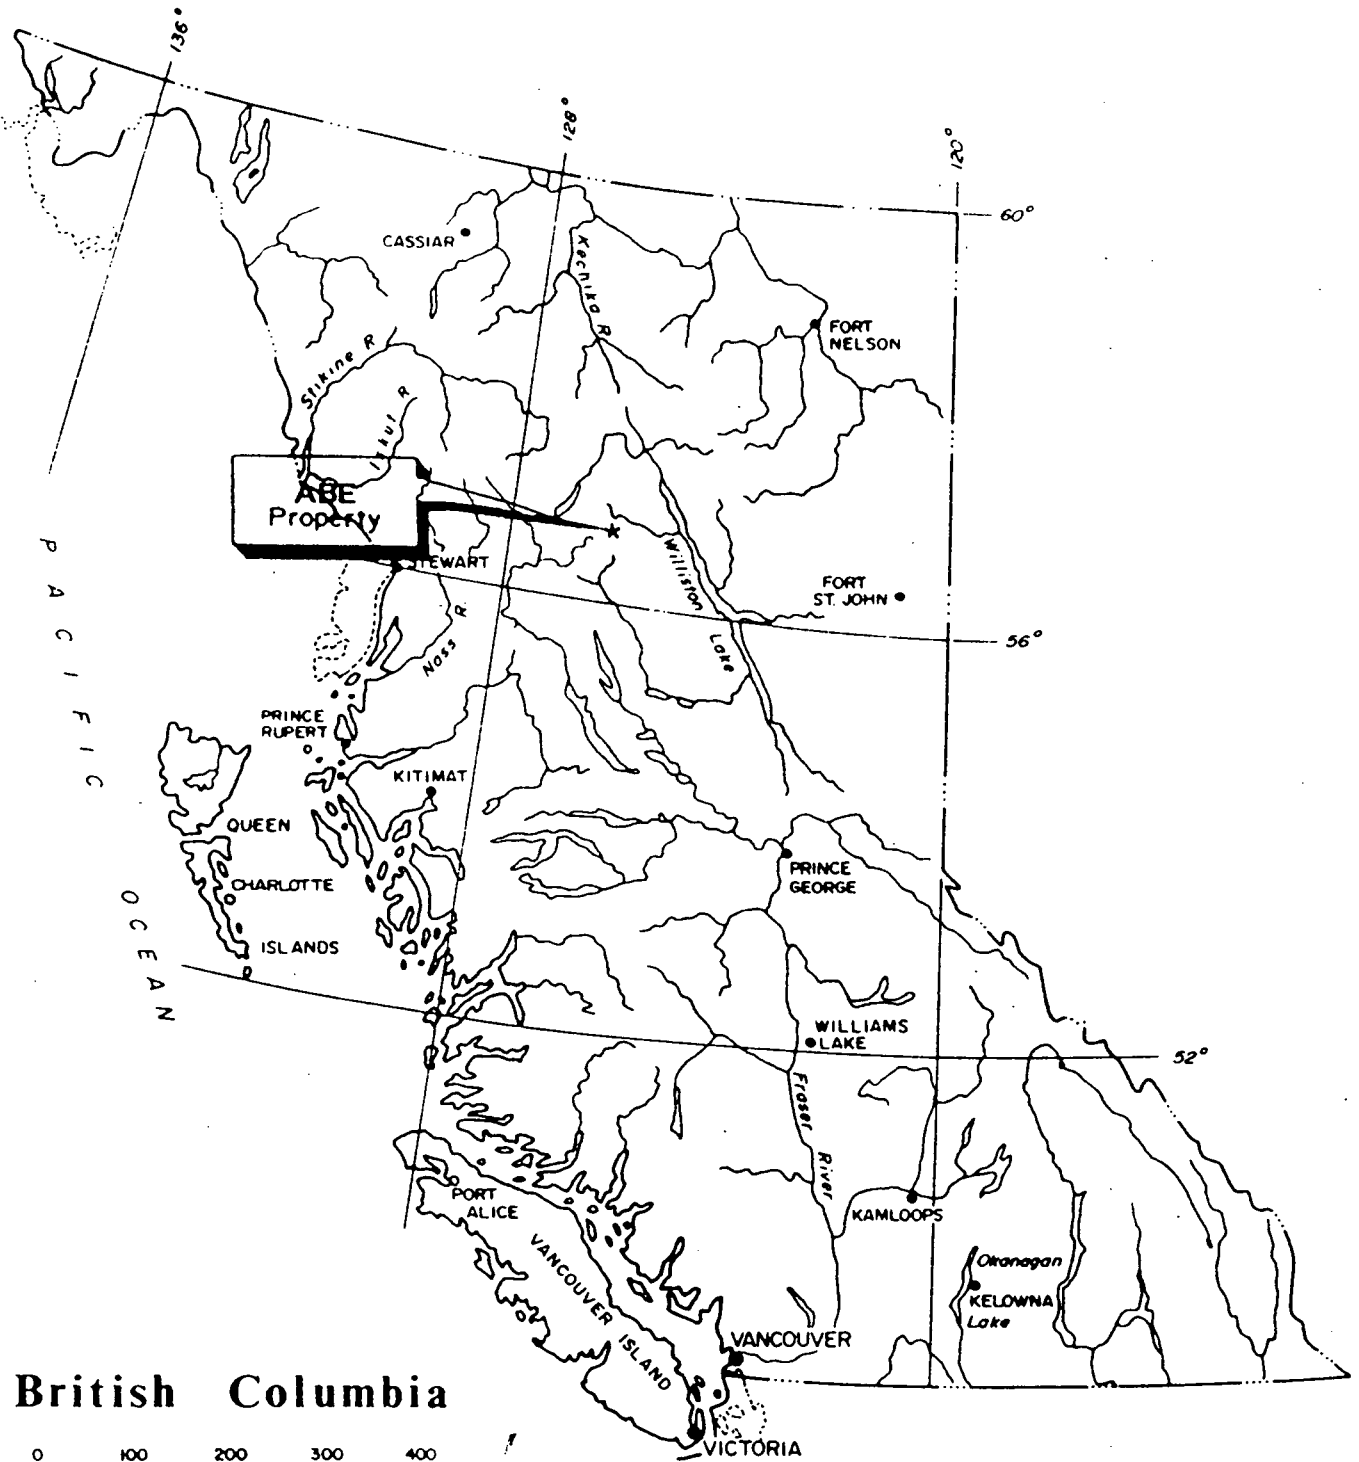 136°
128°
120°
60°
CASSIAR
Kechika R
FORT
NELSON
Stikine R
Iskut R
ABE
Property
STEWART
Williston
Lake
FORT
ST. JOHN
56°
Nass R.
PACIFIC
OCEAN
PRINCE
RUPERT
KITIMAT
QUEEN
CHARLOTTE
ISLANDS
PRINCE
GEORGE
WILLIAMS
LAKE
52°
Fraser River
PORT
ALICE
KAMLOOPS
VANCOUVER ISLAND
Okanagan
KELOWNA
Lake
VANCOUVER
British Columbia
VICTORIA
0 100 200 300 400